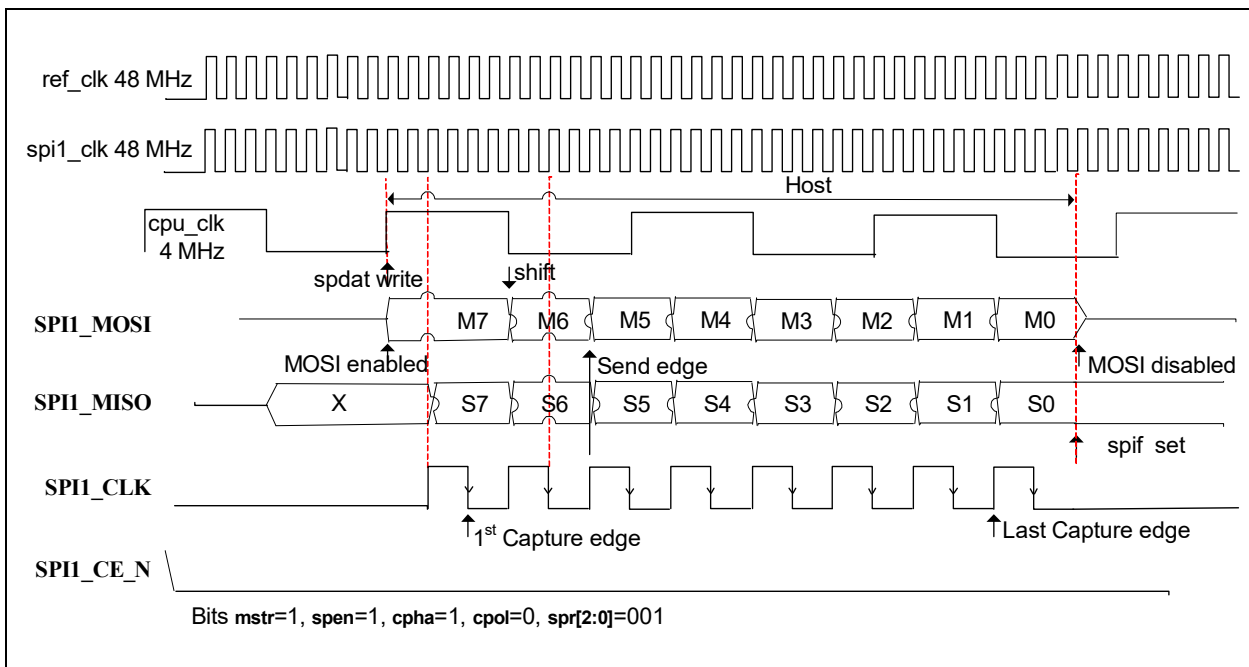 ref_clk 48 MHz
spi1_clk 48 MHz
Host
cpu_clk
4 MHz
spdat write
shift
SPI1_MOSI
M7 M6 M5 M4 M3 M2 M1 M0
MOSI enabled
Send edge
MOSI disabled
SPI1_MISO
X S7 S6 S5 S4 S3 S2 S1 S0
spif set
SPI1_CLK
1st Capture edge
Last Capture edge
SPI1_CE_N
Bits mstr=1, spen=1, cpha=1, cpol=0, spr[2:0]=001